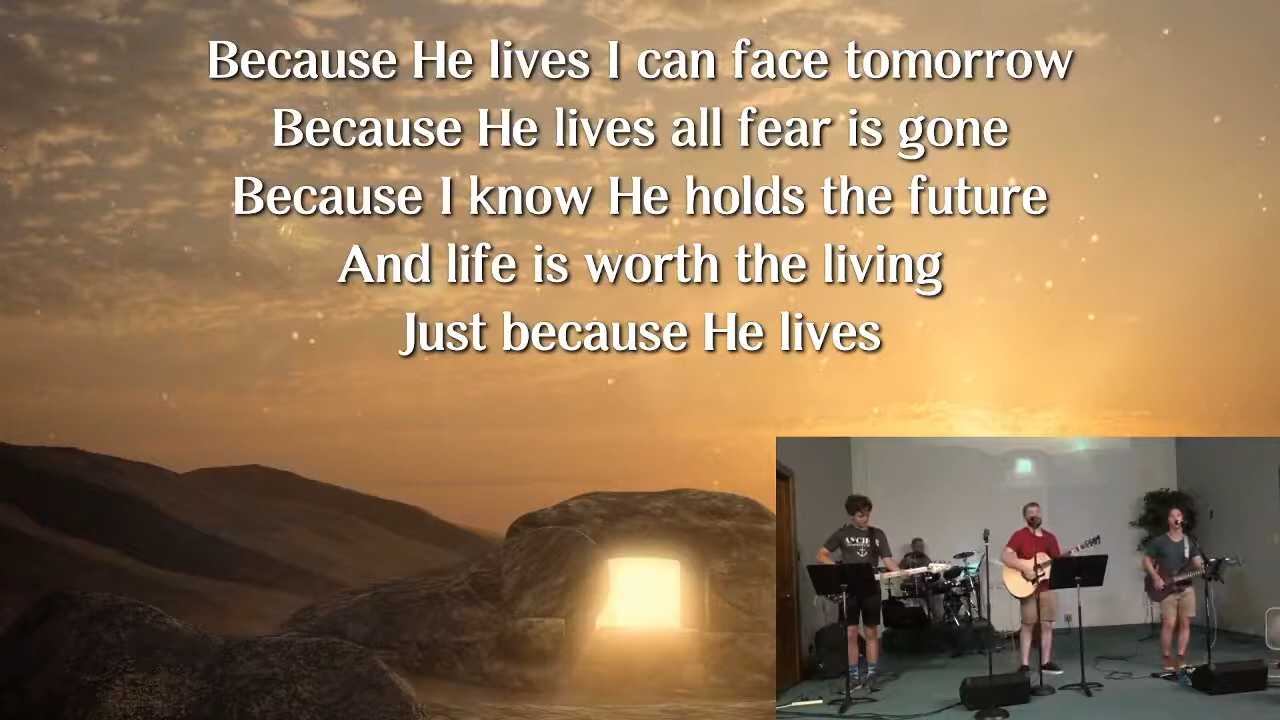 Because He lives I can face tomorrow
Because He lives all fear is gone
Because I know He holds the future
And life is worth the living
Just because He lives